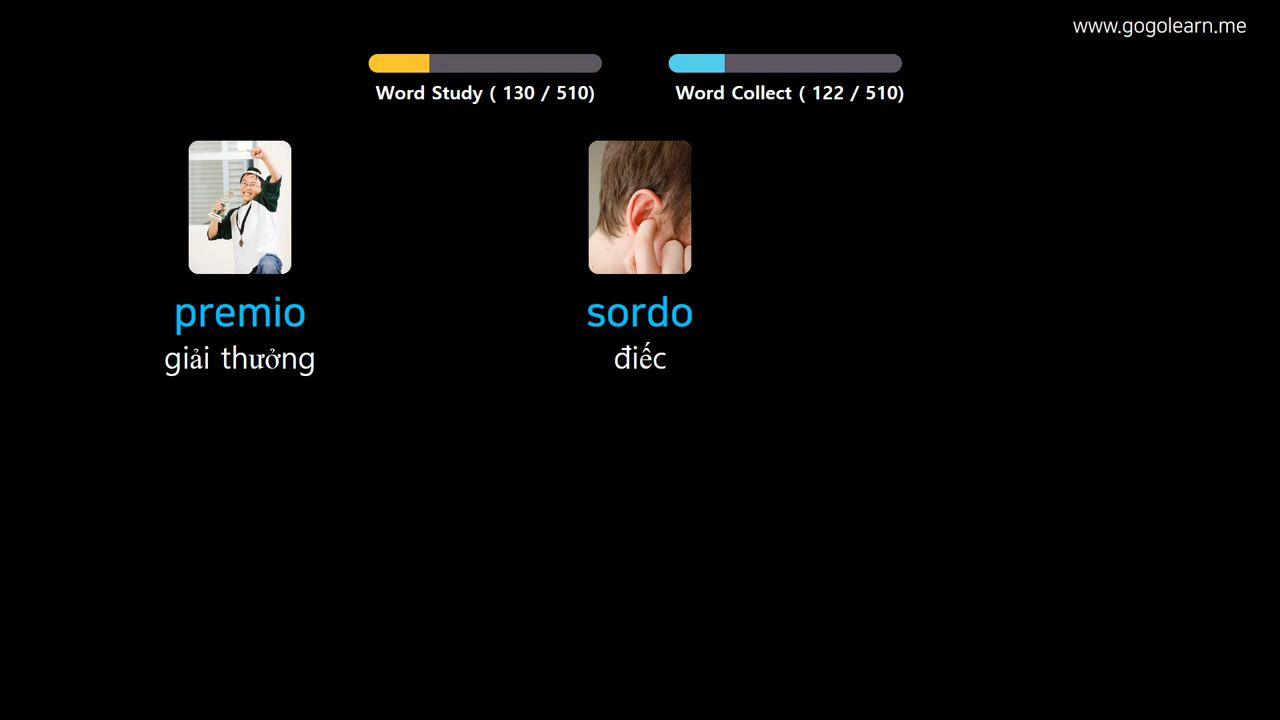 www.gogolearn.me
Word Study ( 130 / 510)
Word Collect ( 122 / 510)
premio
sordo
giải thưởng
điếc